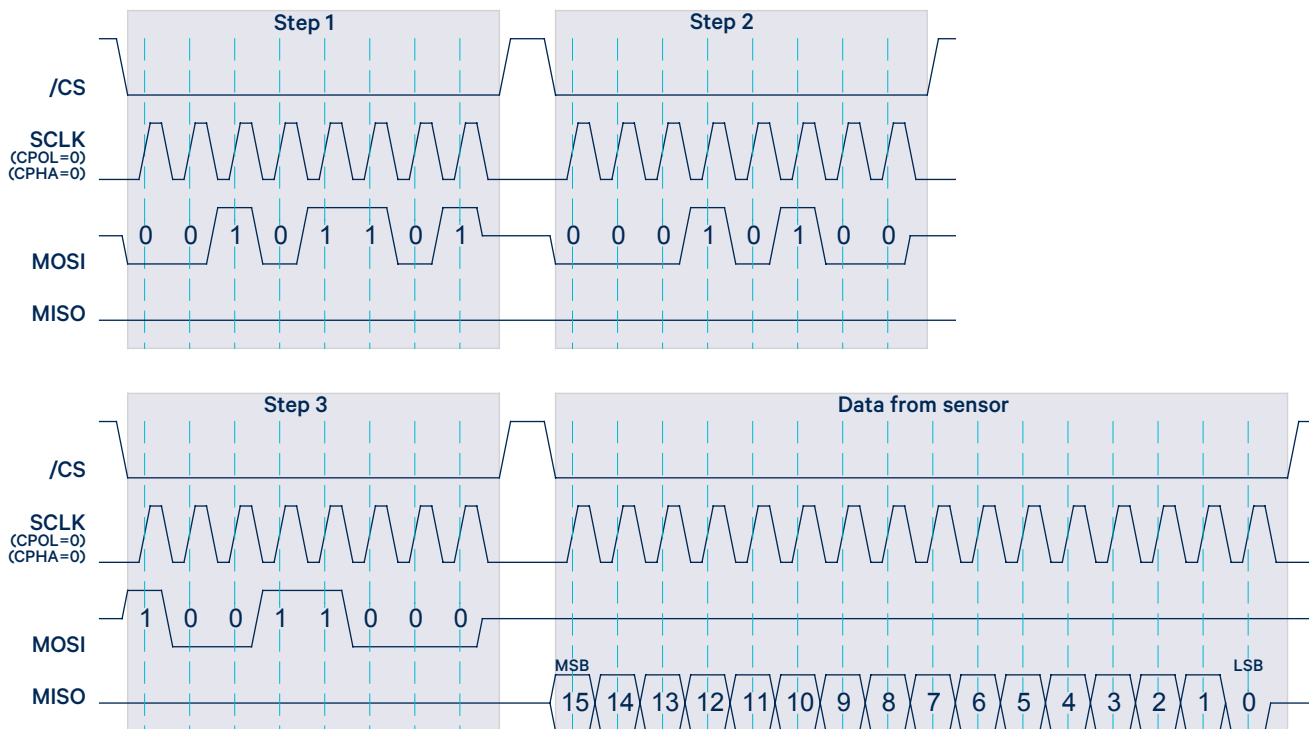 Step 1
Step 2
/CS
SCLK
(CPOL=0)
(CPHA=0)
0 0 1 0 1 1 0 1
0 0 0 1 0 1 0 0
MOSI
MISO
Step 3
Data from sensor
/CS
SCLK
(CPOL=0)
(CPHA=0)
1 0 0 1 1 0 0 0
MOSI
MSB
LSB
MISO
15 14 13 12 11 10 9 8 7 6 5 4 3 2 1 0